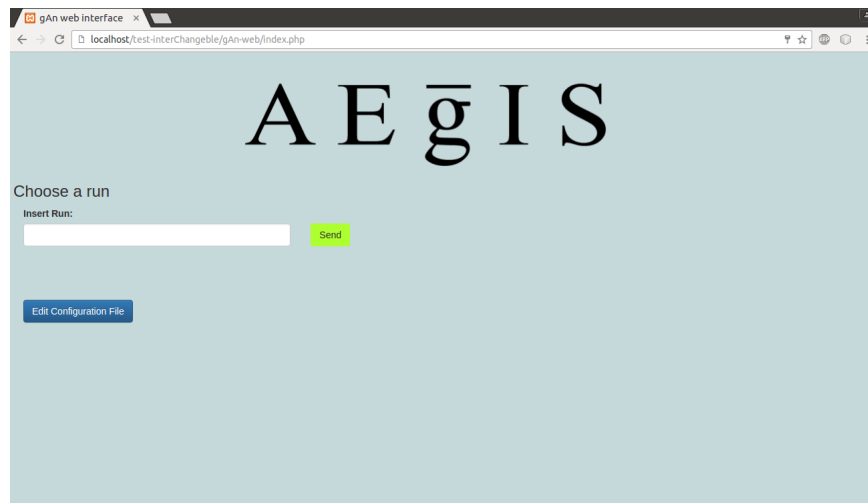 gAn web interface
localhost/test-interChangeble/gAn-web/index.php
A E g̅ I S
Choose a run
Insert Run:
Send
Edit Configuration File